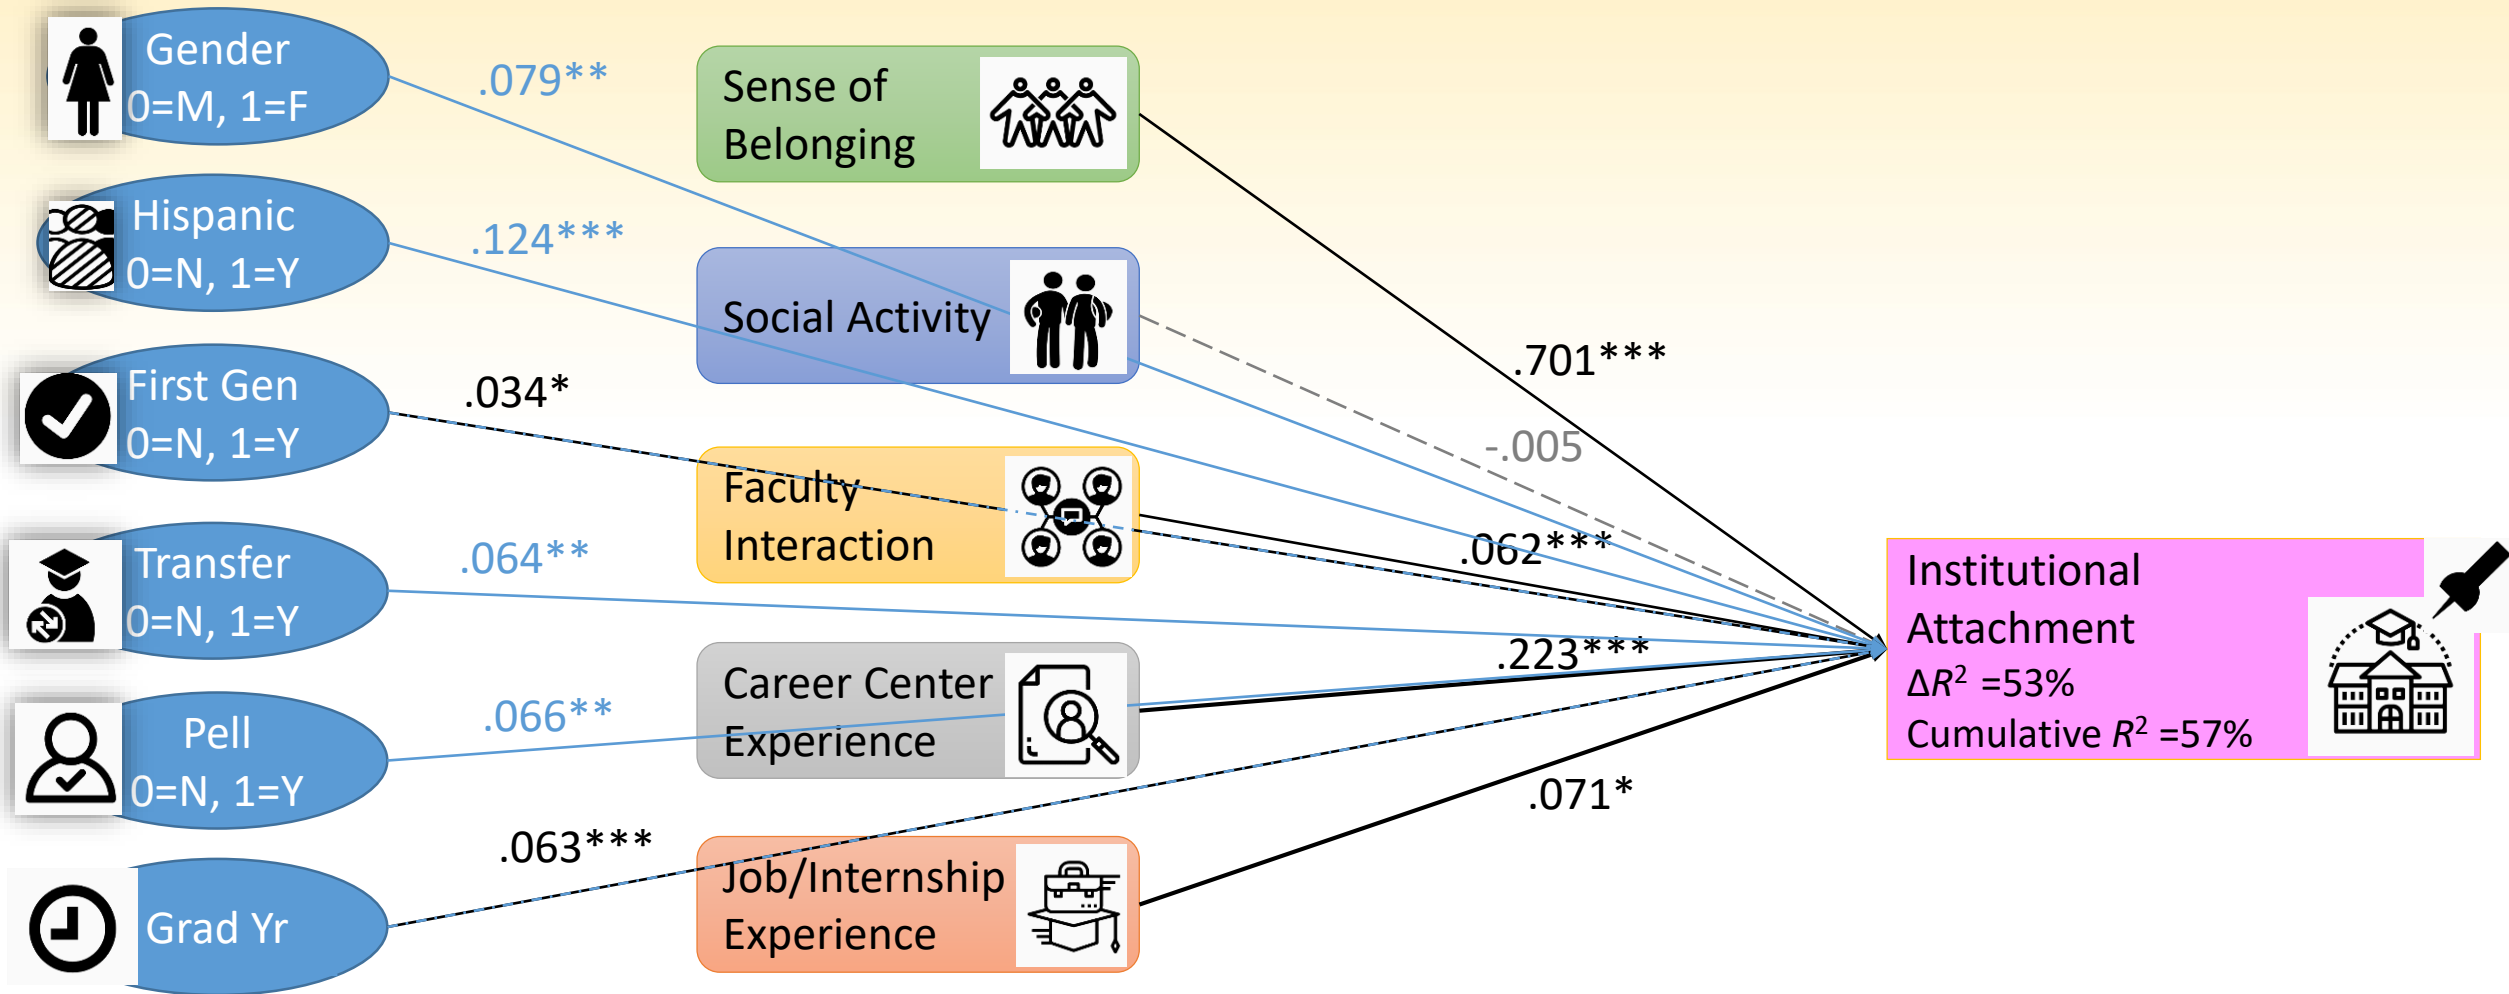 Gender
0=M, 1=F
.079**
Hispanic
0=N, 1=Y
.124***
First Gen
0=N, 1=Y
.034*
Transfer
0=N, 1=Y
.064**
Pell
0=N, 1=Y
.066**
Grad Yr
.063***
Sense of
Belonging
Social Activity
Faculty
Interaction
Career Center
Experience
Job/Internship
Experience
.701***
-.005
.062***
.223***
.071*
Institutional
Attachment
ΔR² =53%
Cumulative R² =57%